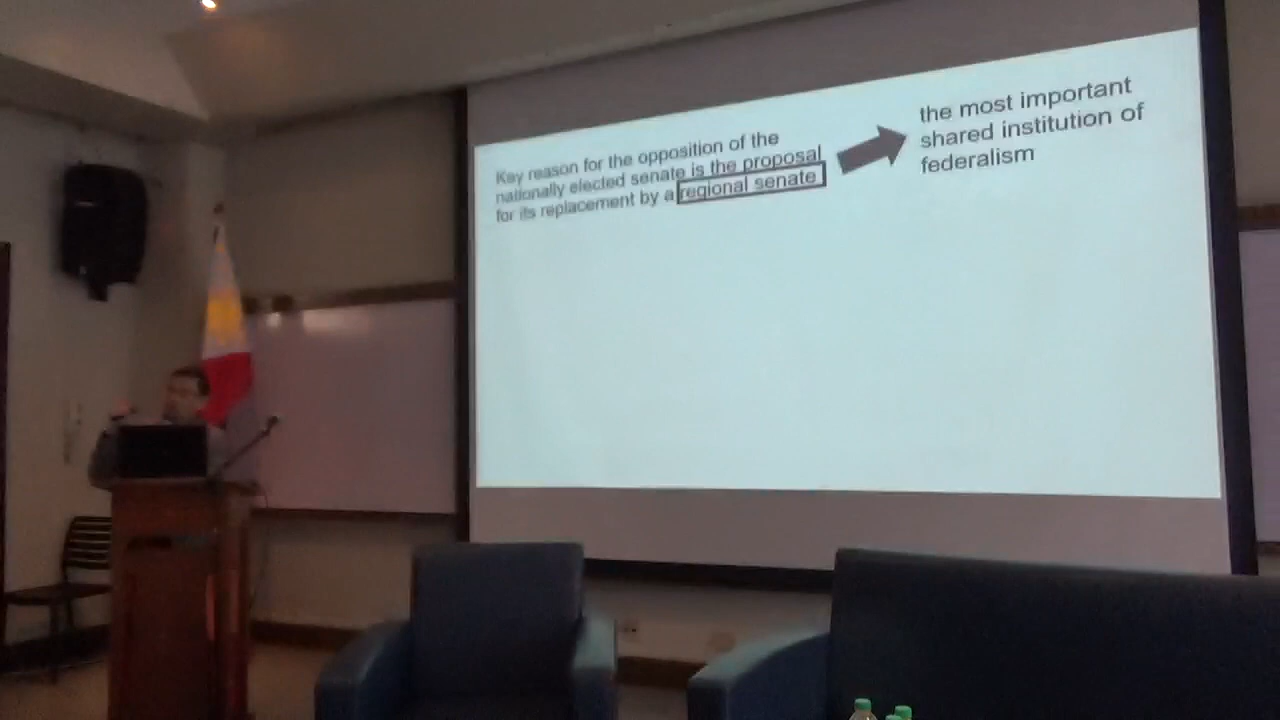 Key reason for the opposition of the
nationally elected senate is the proposal
for its replacement by a regional senate
the most important
shared institution of
federalism